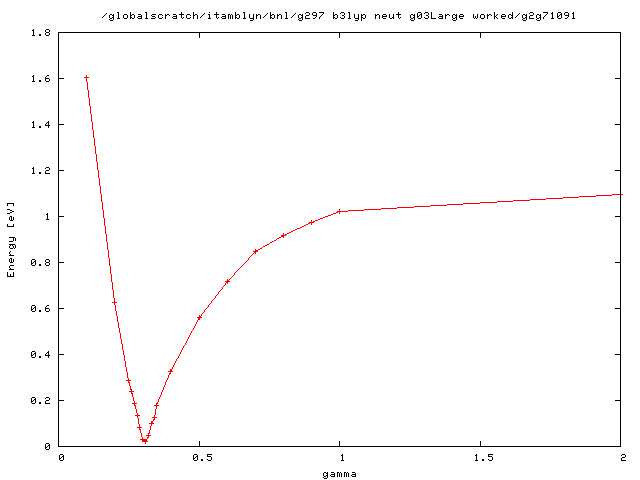 /globalscratch/itamblyn/bnl/g297 b3lyp neut g03Large worked/g2g71091
1.8
1.6
1.4
1.2
1
0.8
0.6
0.4
0.2
0
Energy [eV]
0 0.5 1 1.5 2
gamma